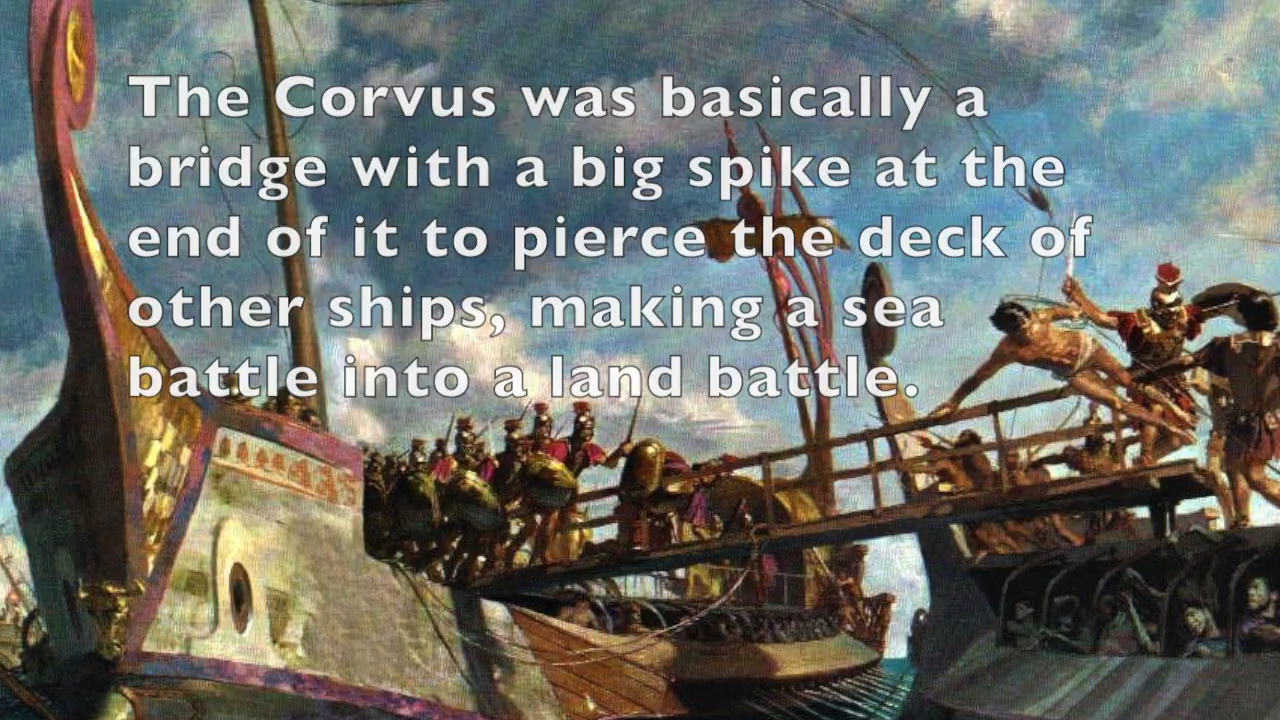 The Corvus was basically a
bridge with a big spike at the
end of it to pierce the deck of
other ships, making a sea
battle into a land battle.